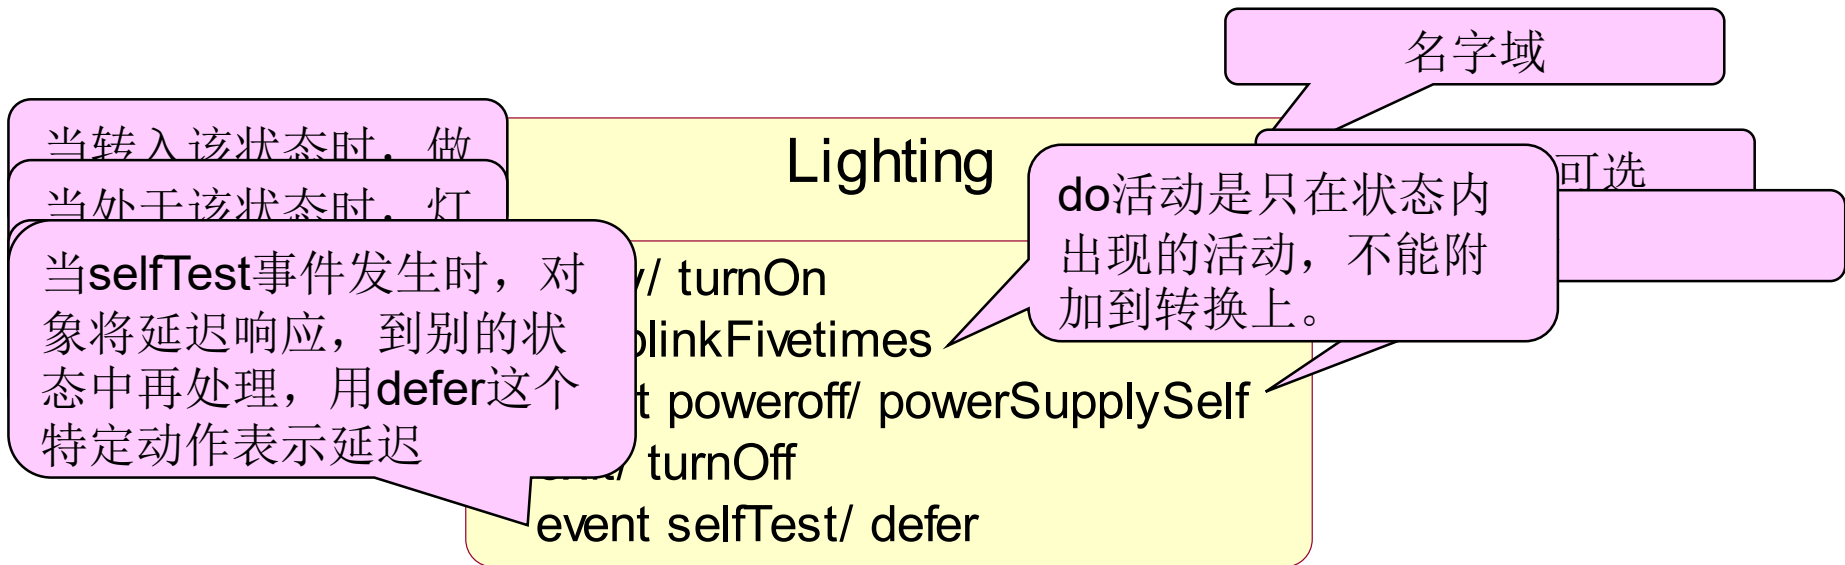 名字域
当转入该状态时，做
当处于该状态时，灯
当selfTest事件发生时，对
象将延迟响应，到别的状
态中再处理，用defer这个
特定动作表示延迟
Lighting
可选
do活动是只在状态内
出现的活动，不能附
加到转换上。
/ turnOn
blinkFivetimes
t poweroff/ powerSupplySelf
exit/ turnOff
event selfTest/ defer